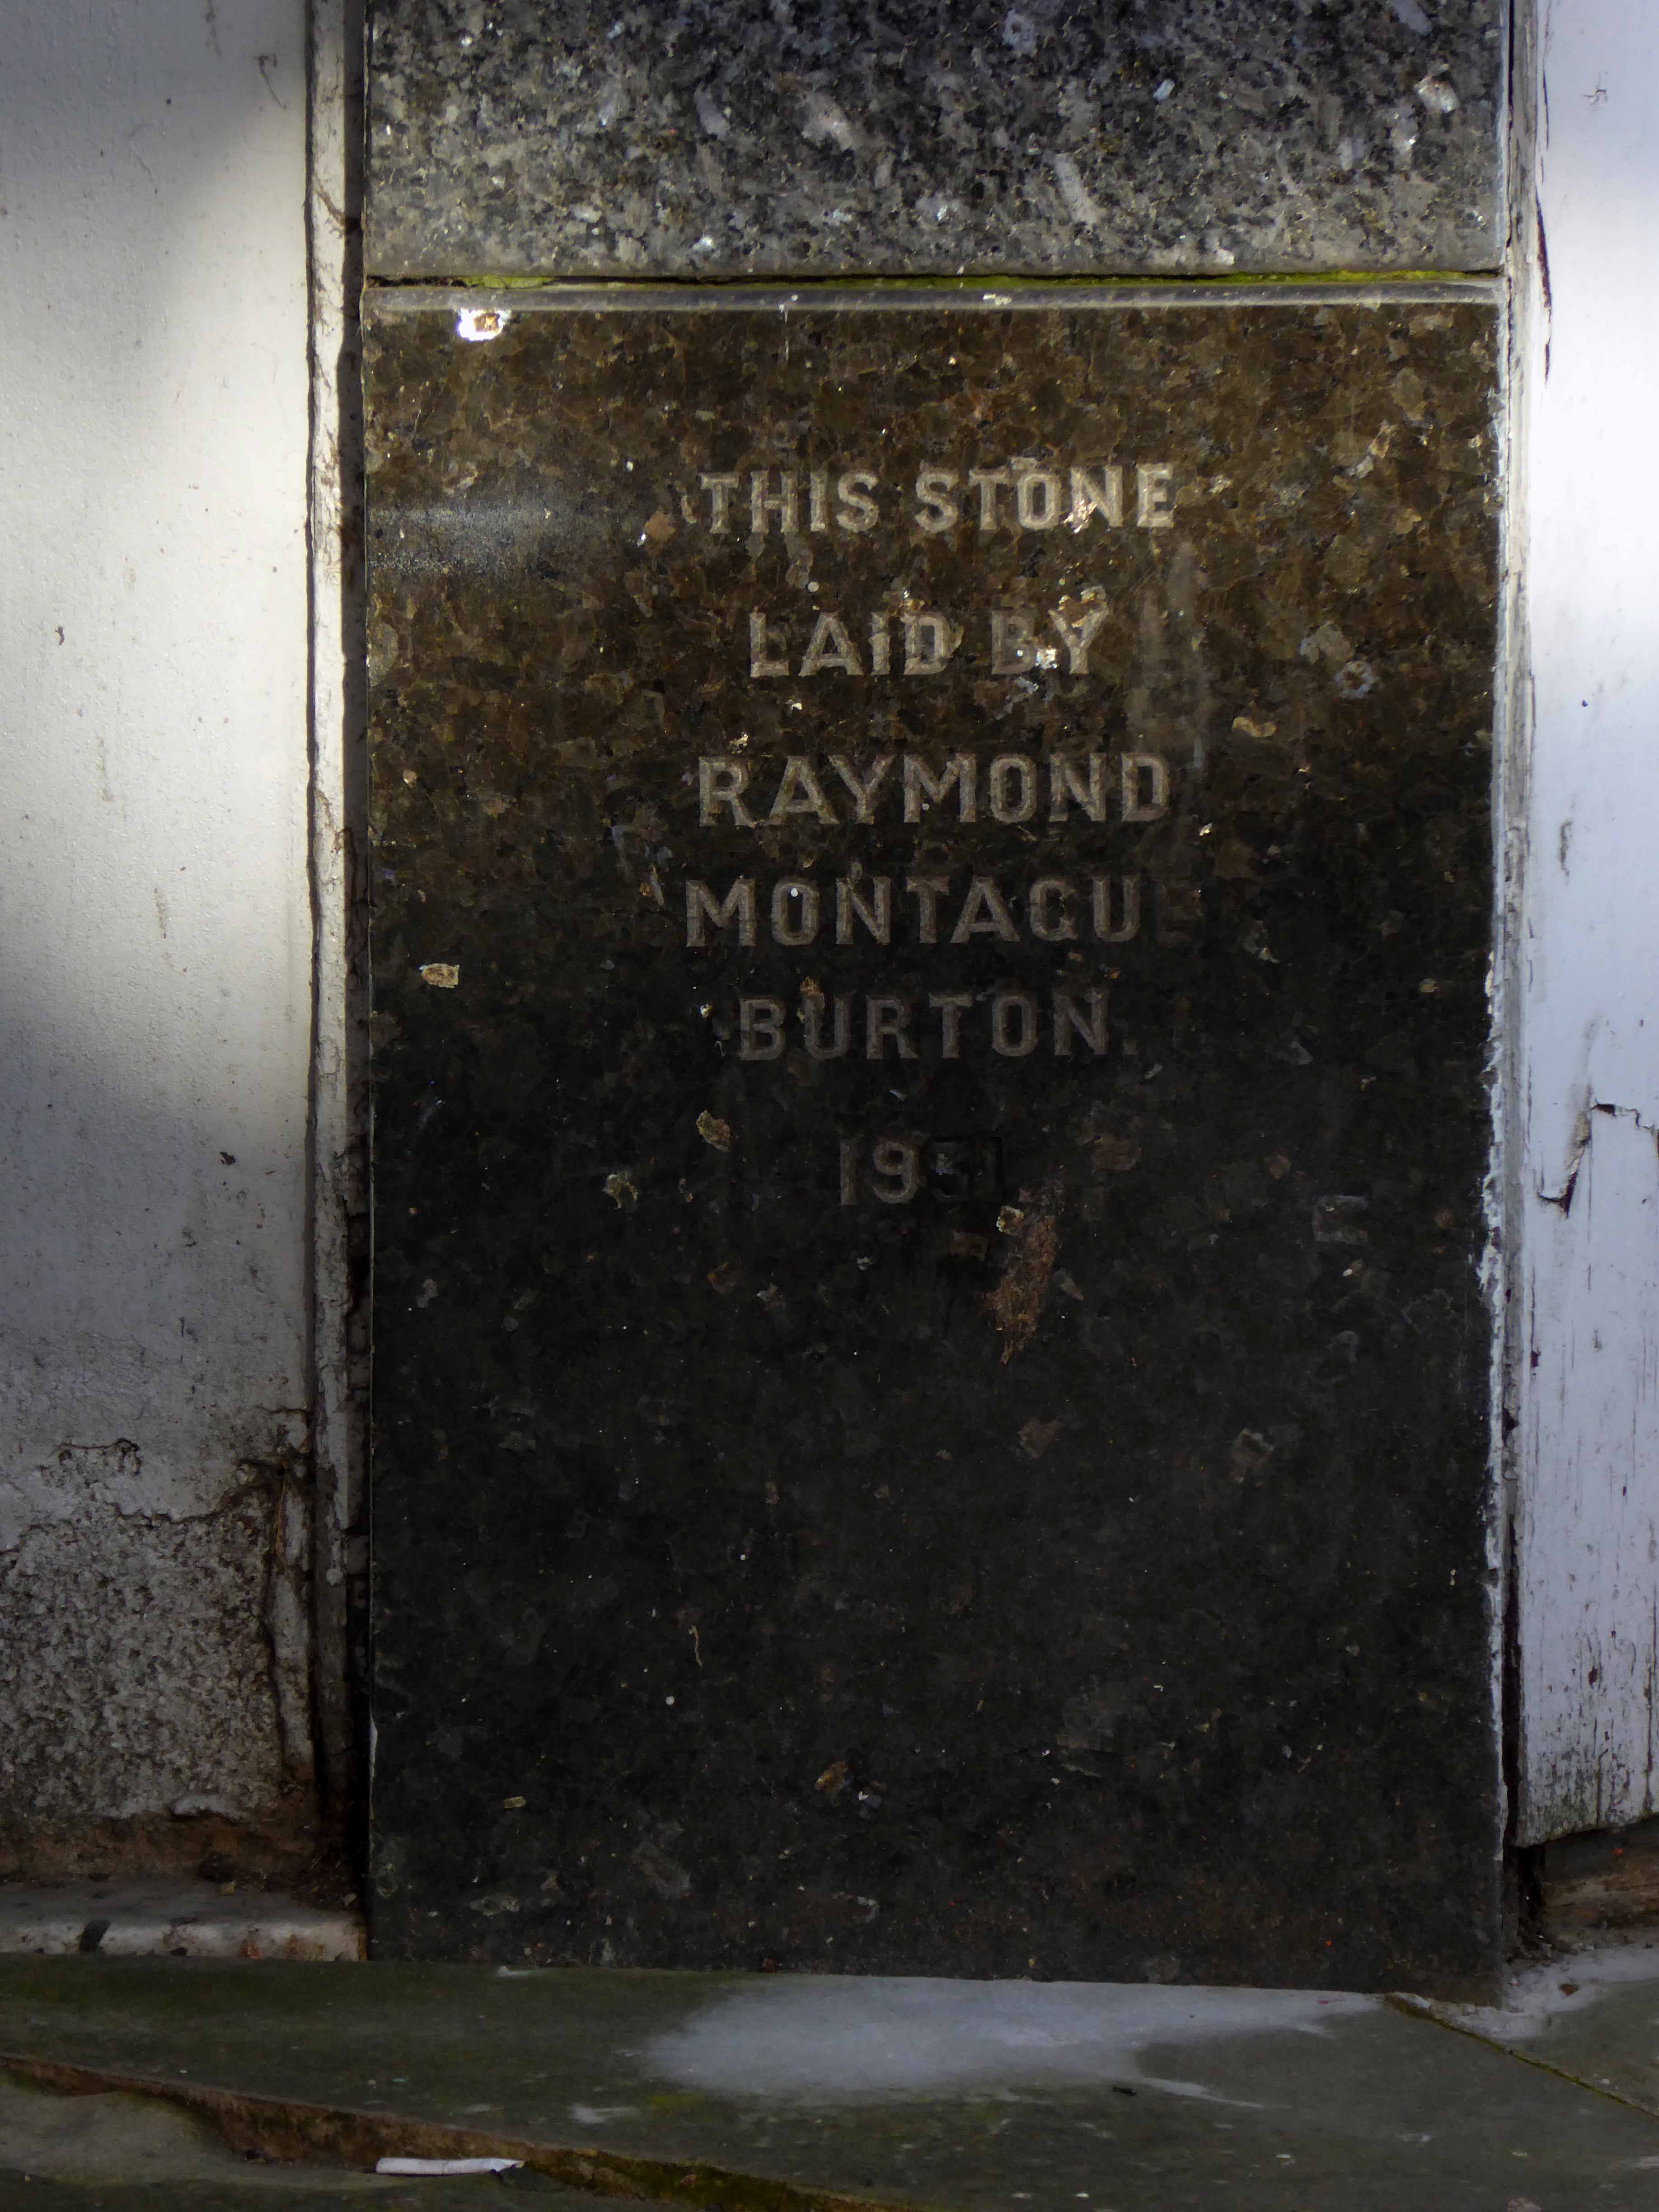 THIS STONE
LAID BY
RAYMOND
MONTAGUE
BURTON.